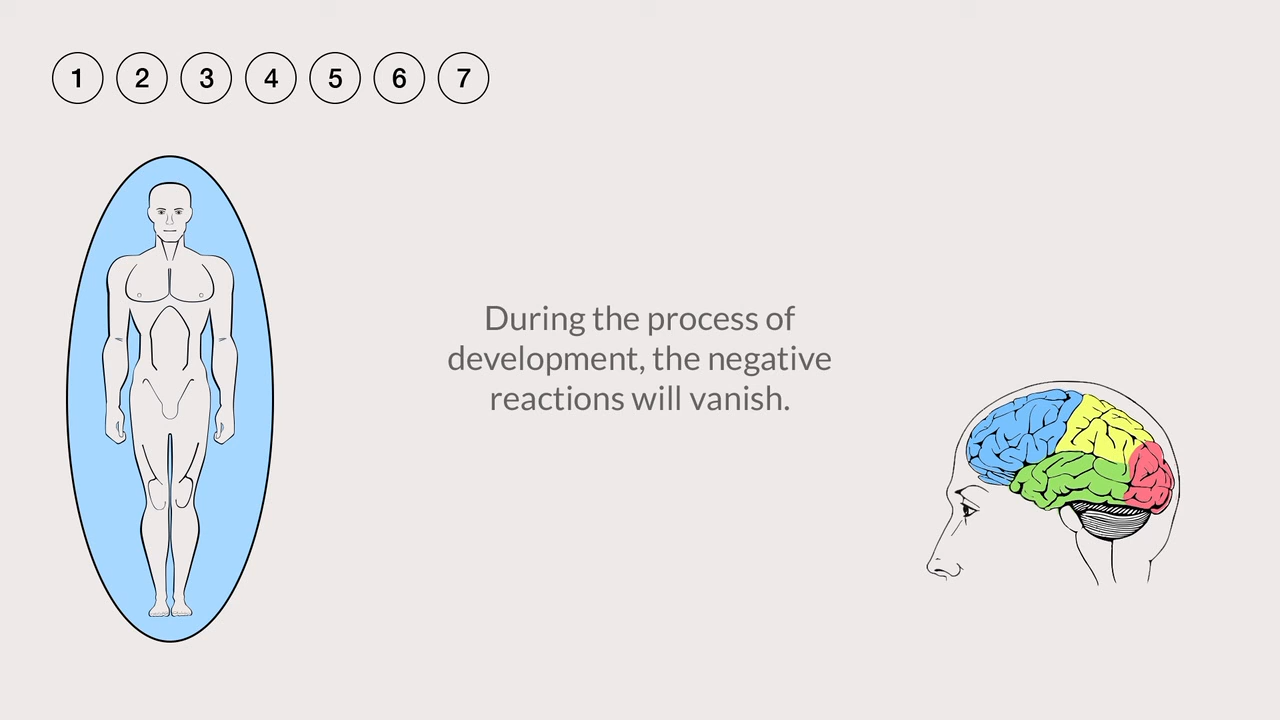 1 2 3 4 5 6 7
During the process of
development, the negative
reactions will vanish.